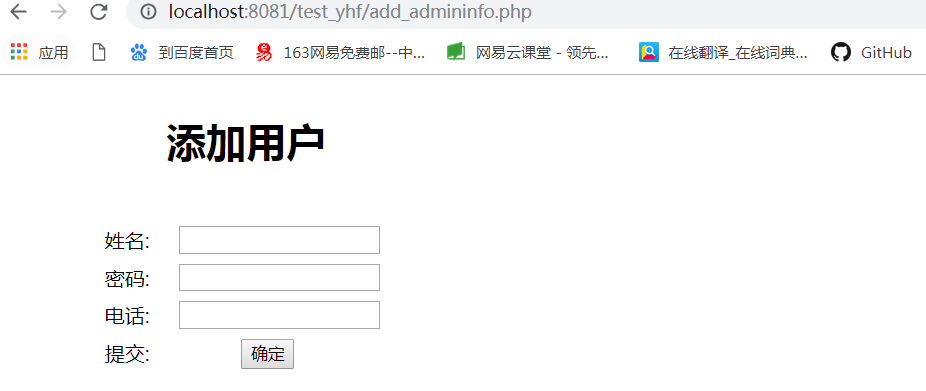 localhost:8081/test_yhf/add_admininfo.php
应用 到百度首页 163网易免费邮--中... 网易云课堂 - 领先... 在线翻译_在线词典... GitHub
添加用户
姓名:
密码:
电话:
提交: 确定